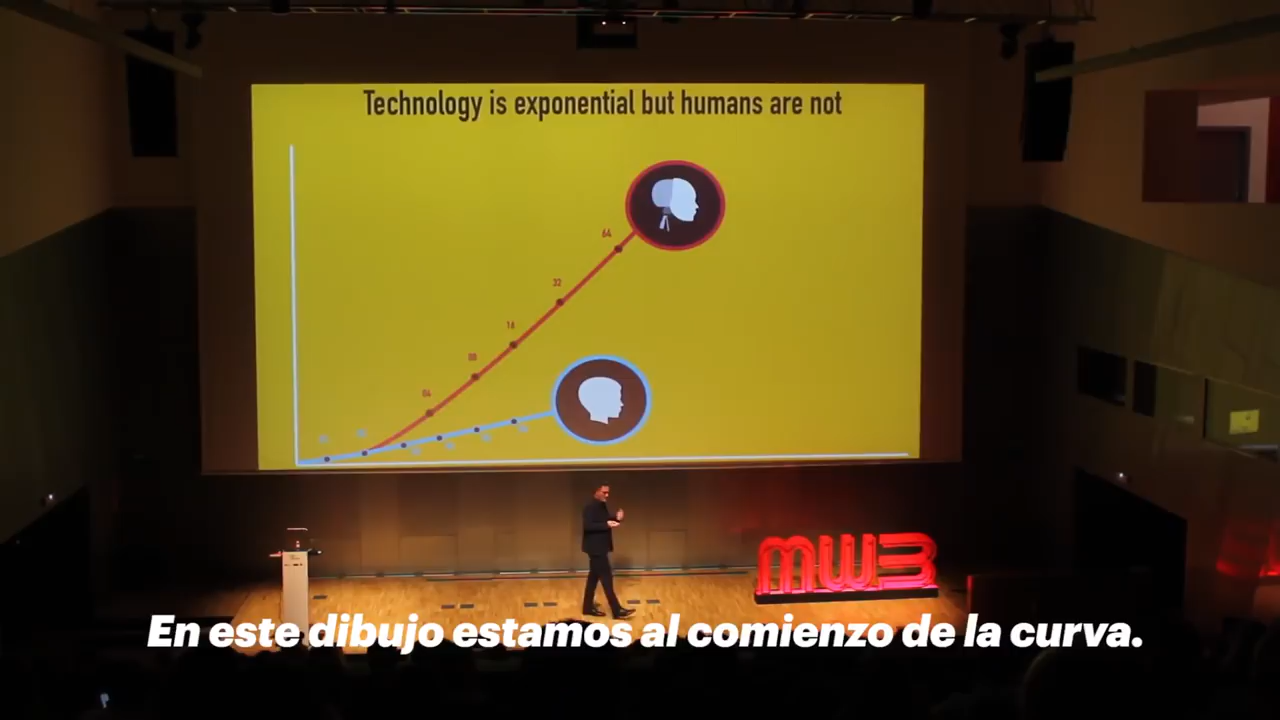 Technology is exponential but humans are not
64
32
16
08
04
MW3
En este dibujo estamos al comienzo de la curva.